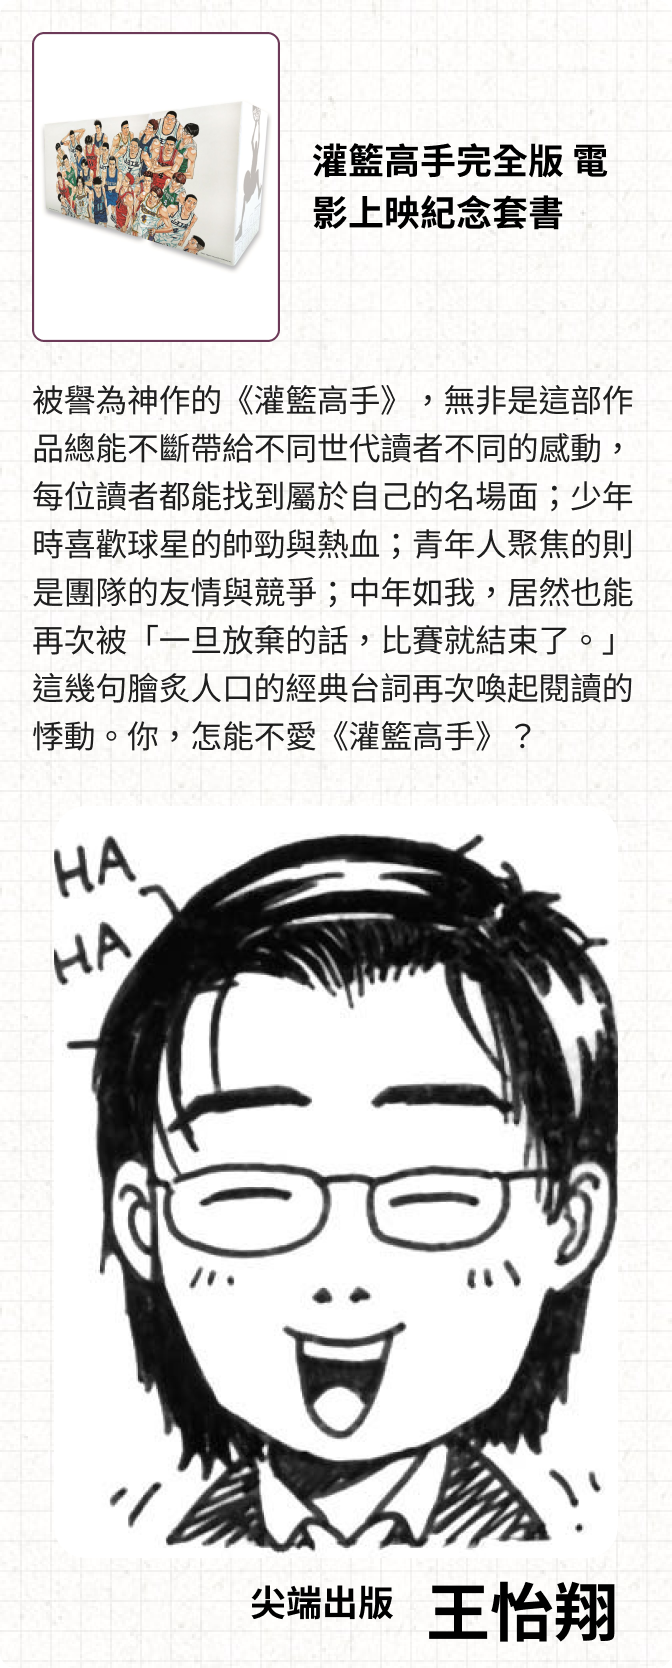 灌籃高手完全版 電
影上映紀念套書
被譽為神作的《灌籃高手》，無非是這部作
品總能不斷帶給不同世代讀者不同的感動，
每位讀者都能找到屬於自己的名場面；少年
時喜歡球星的帥勁與熱血；青年人聚焦的則
是團隊的友情與競爭；中年如我，居然也能
再次被「一旦放棄的話，比賽就結束了。」
這幾句膾炙人口的經典台詞再次喚起閱讀的
悸動。你，怎能不愛《灌籃高手》？
HA
HA
尖端出版 王怡翔